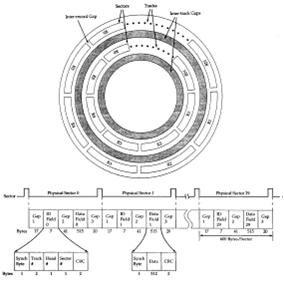 Sectors Tracks
Inter-record Gap Inter-track Gaps
Sector Physical Sector 0 Physical Sector 1 Physical Sector 29
Gap 1 ID Field 0 Gap 2 Data Field 0 Gap 3 Gap 1 ID Field 1 Gap 2 Data Field 1 Gap 3 Gap 1 ID Field 29 Gap 2 Data Field 29 Gap 3
Bytes 17 7 41 515 20 17 7 41 515 20 17 7 41 515 20
600 Bytes/Sector
Synch Byte Track # Head # Sector # CRC Synch Byte Data CRC
Bytes 1 2 1 1 2 1 512 2